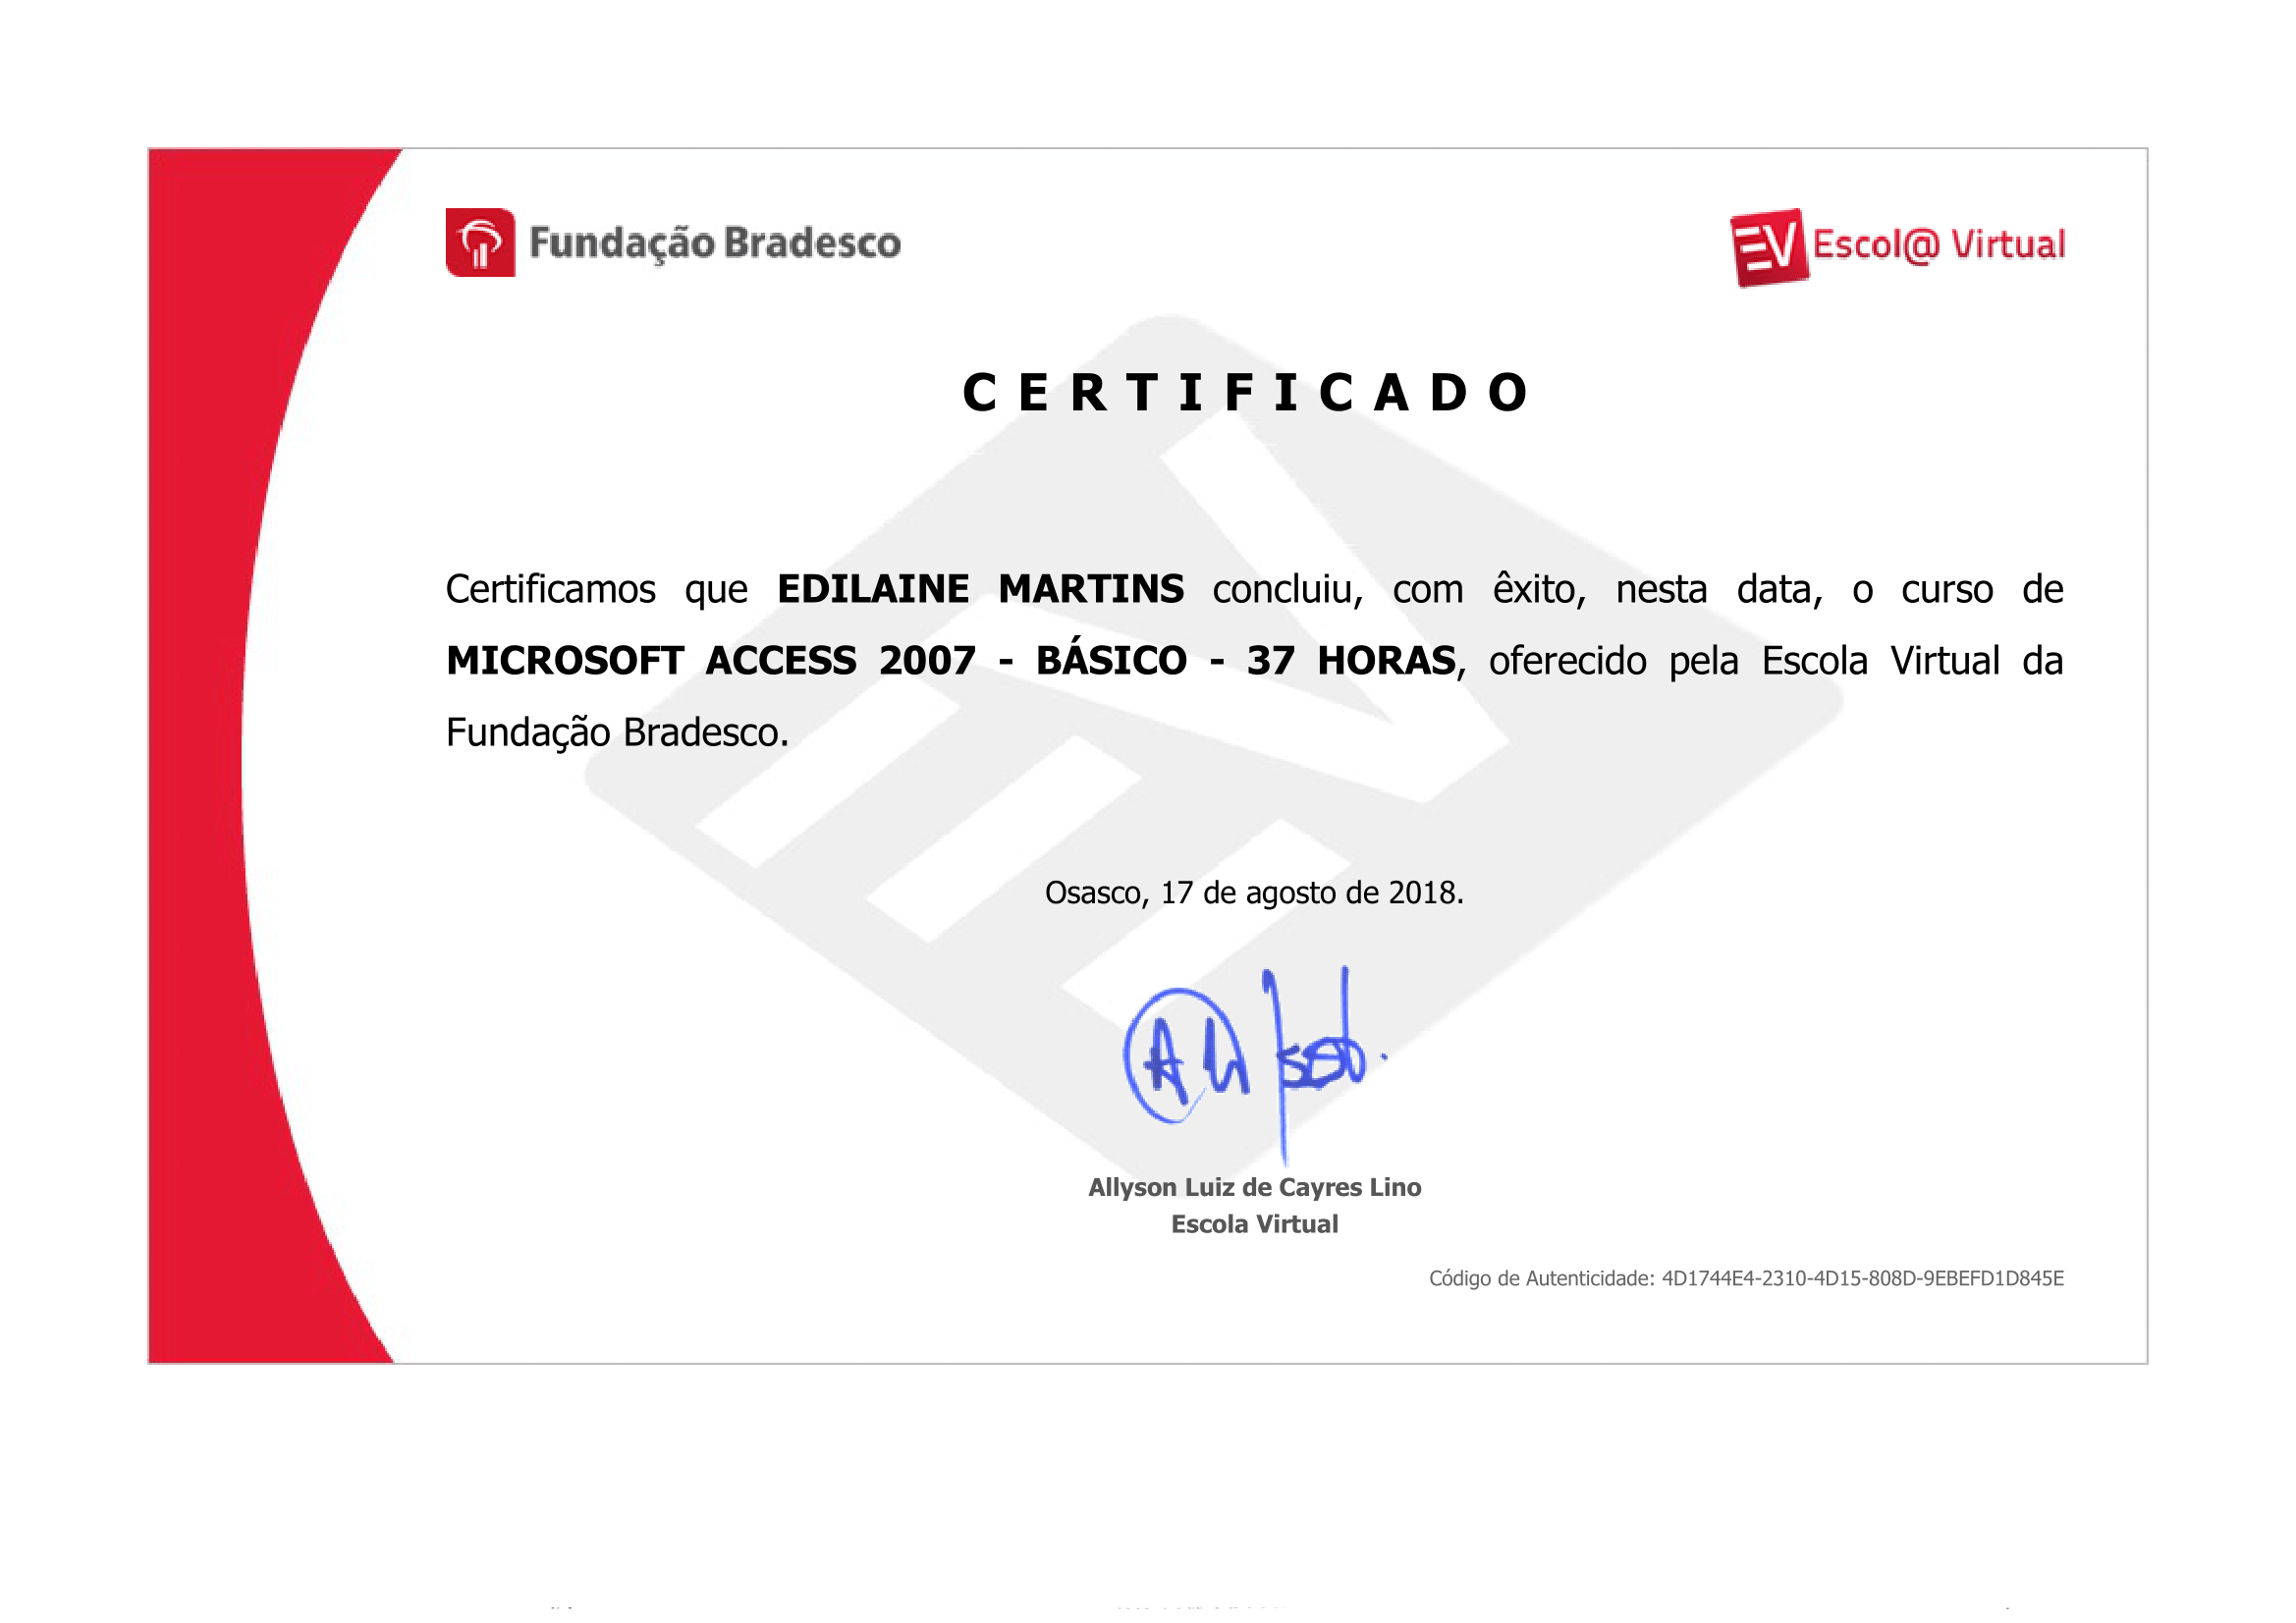 Fundação Bradesco
EV Escol@ Virtual
CERTIFICADO
Certificamos que EDILAINE MARTINS concluiu, com êxito, nesta data, o curso de
MICROSOFT ACCESS 2007 - BÁSICO - 37 HORAS, oferecido pela Escola Virtual da
Fundação Bradesco.
Osasco, 17 de agosto de 2018.
Allyson Luiz de Cayres Lino
Escola Virtual
Código de Autenticidade: 4D1744E4-2310-4D15-808D-9EBEFD1D845E